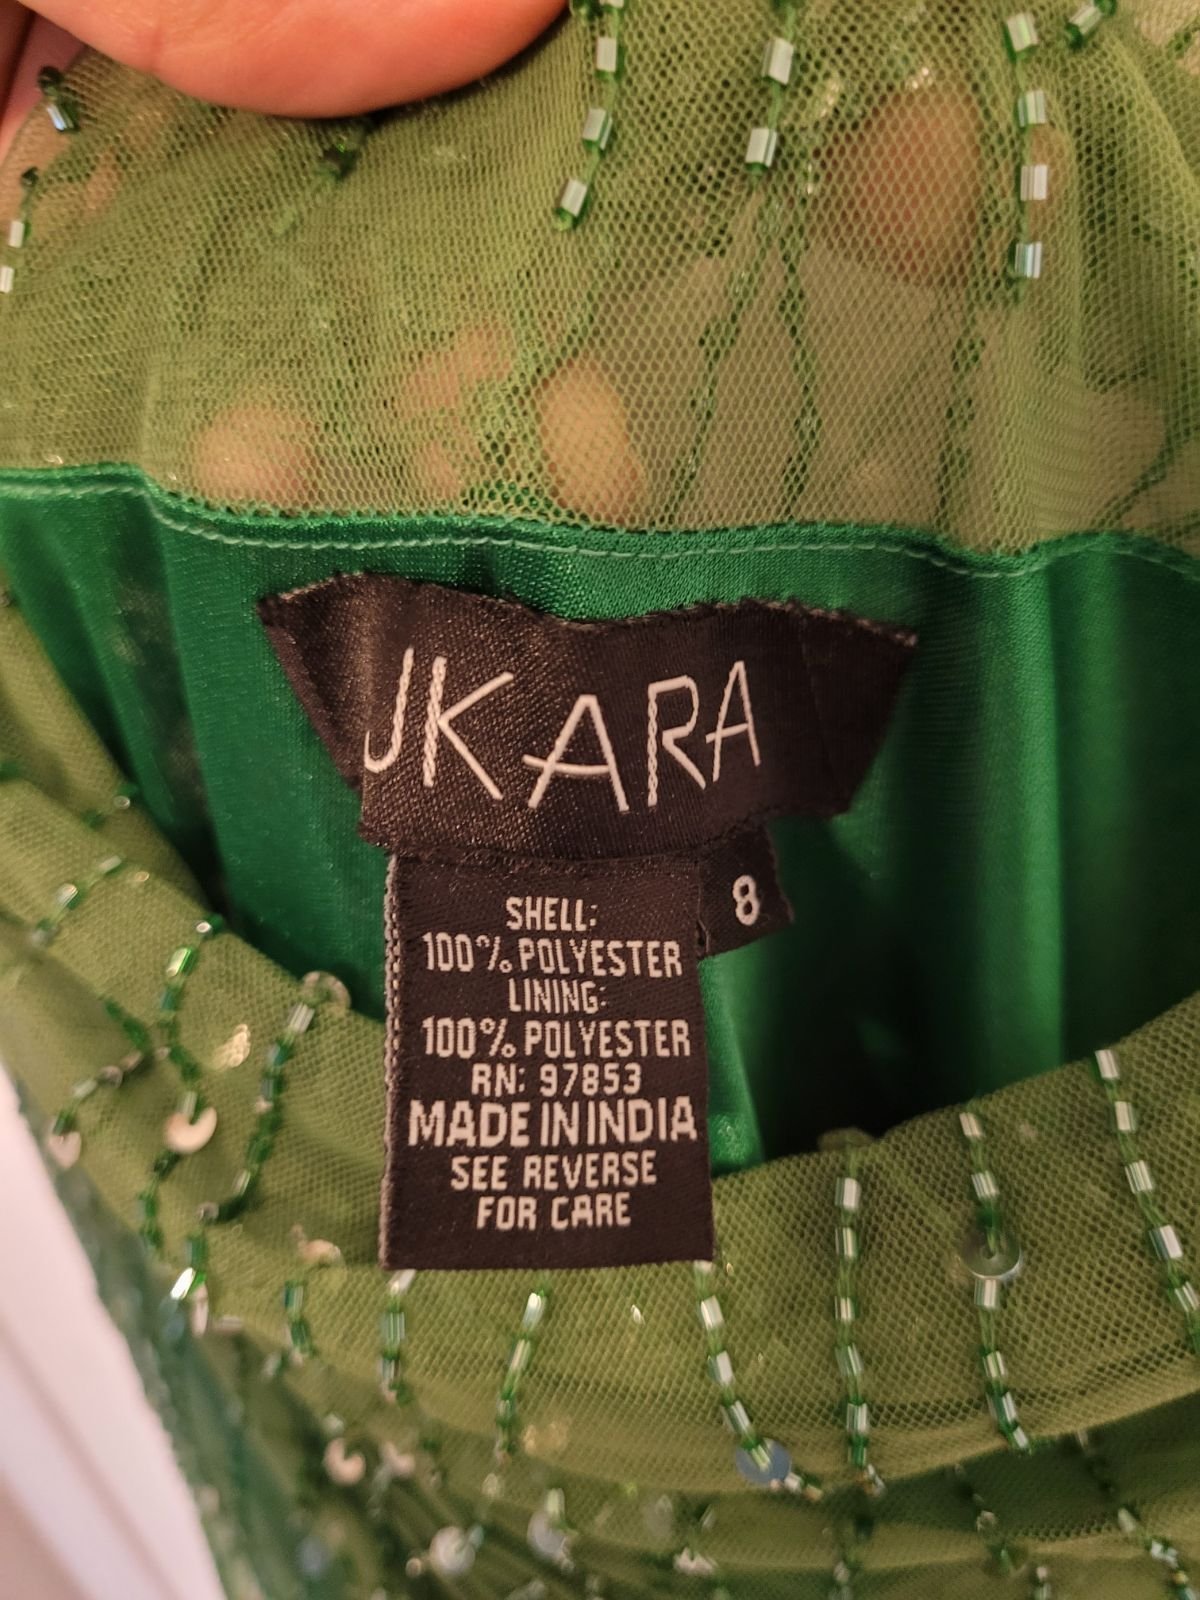 JKARA
8
SHELL:
100% POLYESTER
LINING:
100% POLYESTER
RN: 97853
MADE IN INDIA
SEE REVERSE
FOR CARE